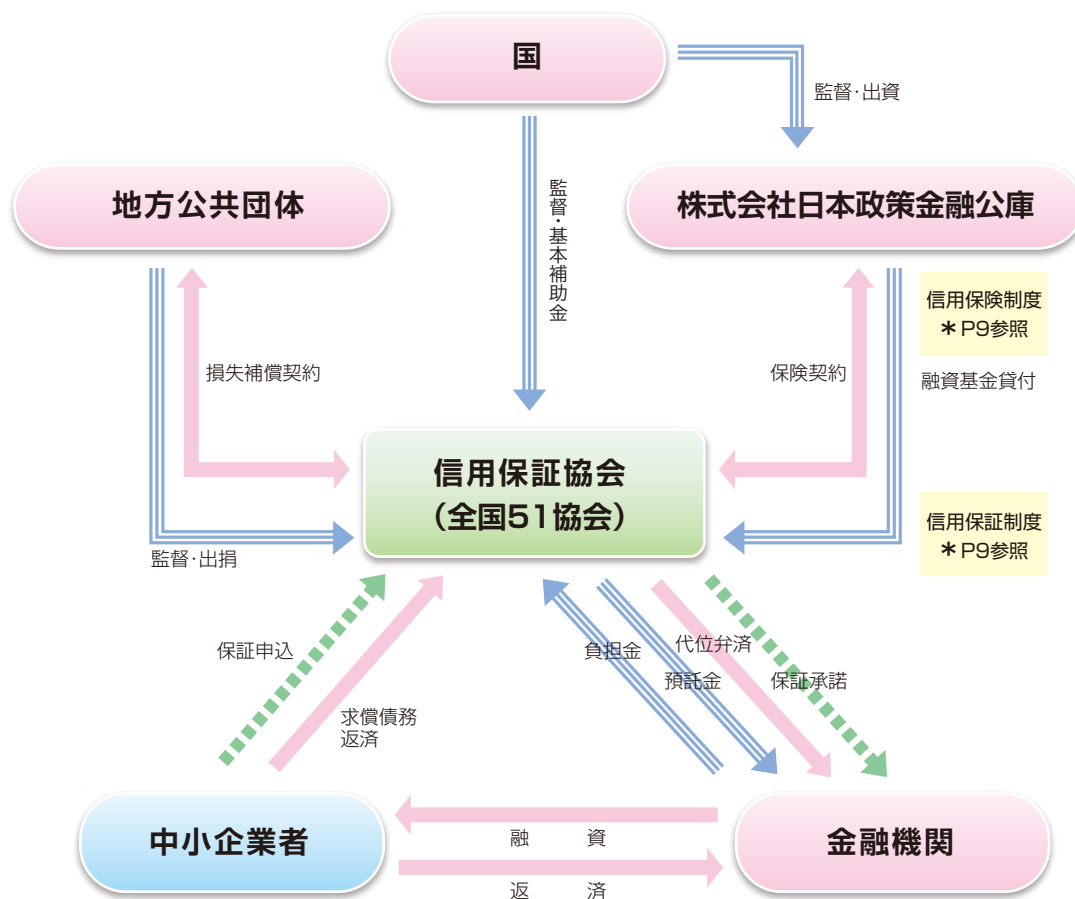 国
監督・出資
地方公共団体
監督・基本補助金
株式会社日本政策金融公庫
信用保険制度
＊P9参照
損失補償契約
保険契約
融資基金貸付
信用保証協会
（全国51協会）
信用保証制度
＊P9参照
監督・出捐
保証申込
負担金
代位弁済
預託金
保証承諾
求償債務
返済
中小企業者
融 資
返 済
金融機関